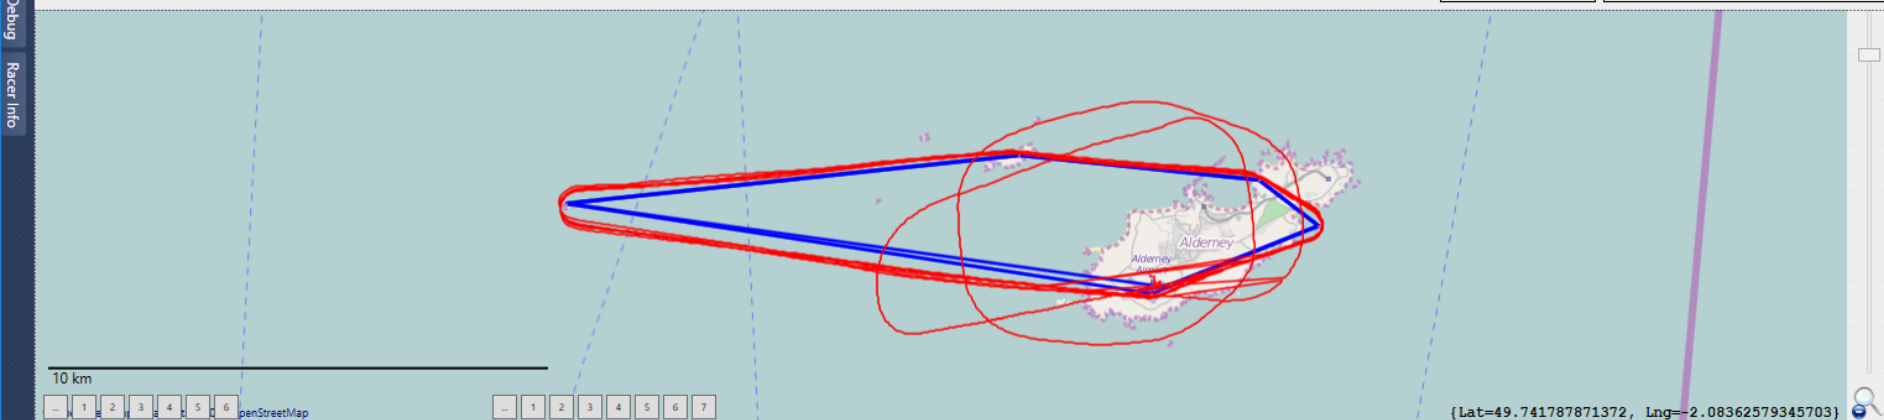 Debug
Racer Info
Alderney
Alderney
10 km
... 1 2 3 4 5 6
penStreetMap
... 1 2 3 4 5 6 7
{Lat=49.741787871372, Lng=-2.08362579345703}